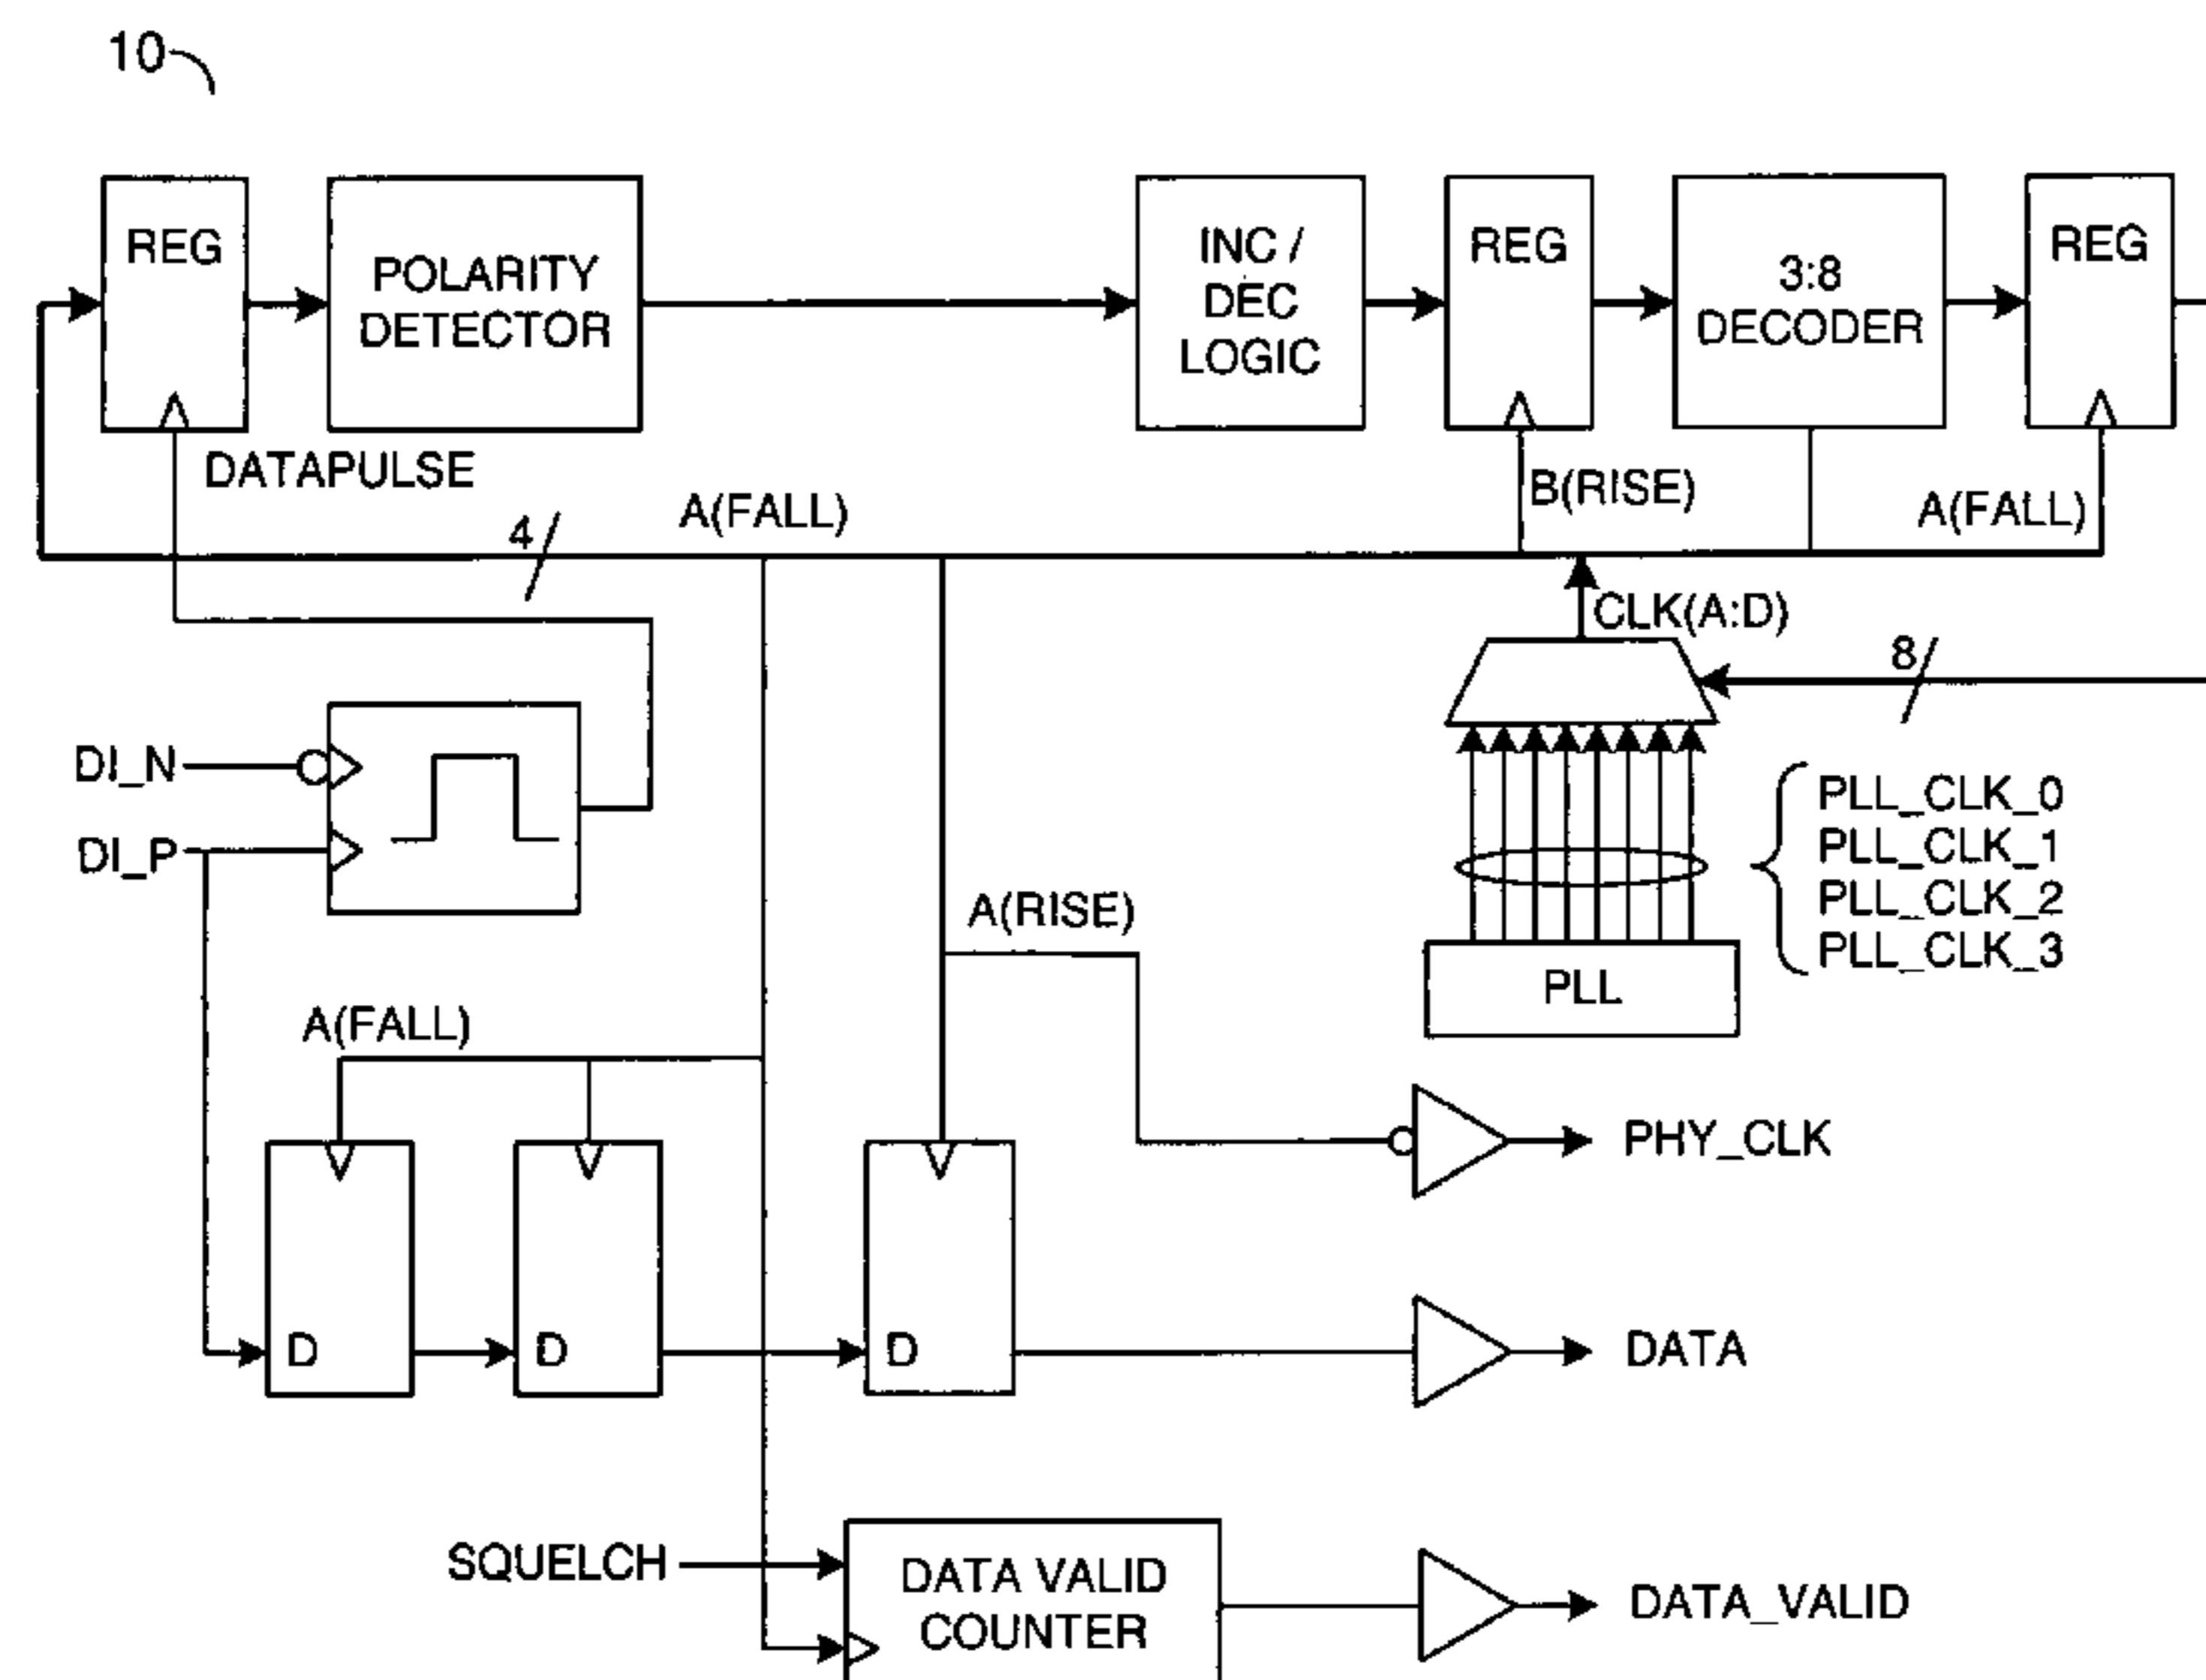 10
REG
POLARITY
DETECTOR
INC /
DEC
LOGIC
REG
3:8
DECODER
REG
DATAPULSE
4
A(FALL)
B(RISE)
A(FALL)
CLK(A:D)
8
DI_N
DI_P
PLL_CLK_0
PLL_CLK_1
PLL_CLK_2
PLL_CLK_3
A(RISE)
PLL
A(FALL)
PHY_CLK
D
D
D
DATA
SQUELCH
DATA VALID
COUNTER
DATA_VALID